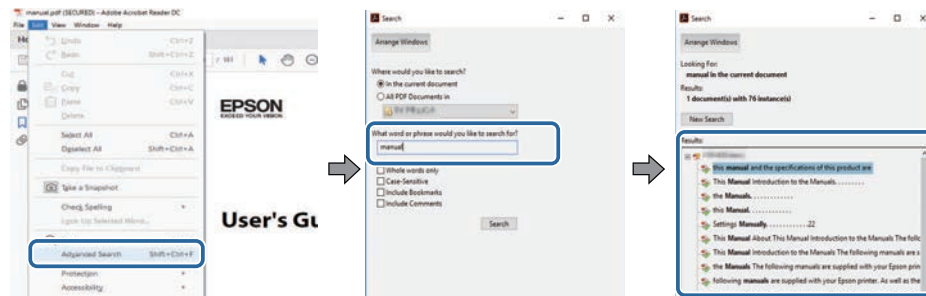 manual.pdf (SECURED) - Adobe Acrobat Reader DC
File Edit View Window Help
Undo Ctrl+Z
Shift+Ctrl+Z
Cut Ctrl+X
Copy Ctrl+C
Paste Ctrl+V
Delete
Select All Ctrl+A
Deselect All Shift+Ctrl+A
Copy File to Clipboard
Take a Snapshot
Check Spelling
Look Up Selected Word...
Advanced Search Shift+Ctrl+F
Protection
Accessibility
/ 181
EPSON
EXCEED YOUR VISION
User's Gu
Search
Arrange Windows
Where would you like to search?
In the current document
All PDF Documents in
What word or phrase would you like to search for?
manual
Whole words only
Case-Sensitive
Include Bookmarks
Include Comments
Search
Search
Arrange Windows
Looking For:
manual in the current document
Results:
1 document(s) with 76 instance(s)
New Search
Results:
this manual and the specifications of this product are
This Manual Introduction to the Manuals. . . . . . . . .
the Manuals. . . . . . . . . . . .
this Manual. . . . . . . . . . . .
Settings Manually. . . . . . . . . . . . .22
This Manual About This Manual Introduction to the Manuals The follo
This Manual Introduction to the Manuals The following manuals are s
the Manuals The following manuals are supplied with your Epson prin
following manuals are supplied with your Epson printer. As well as the